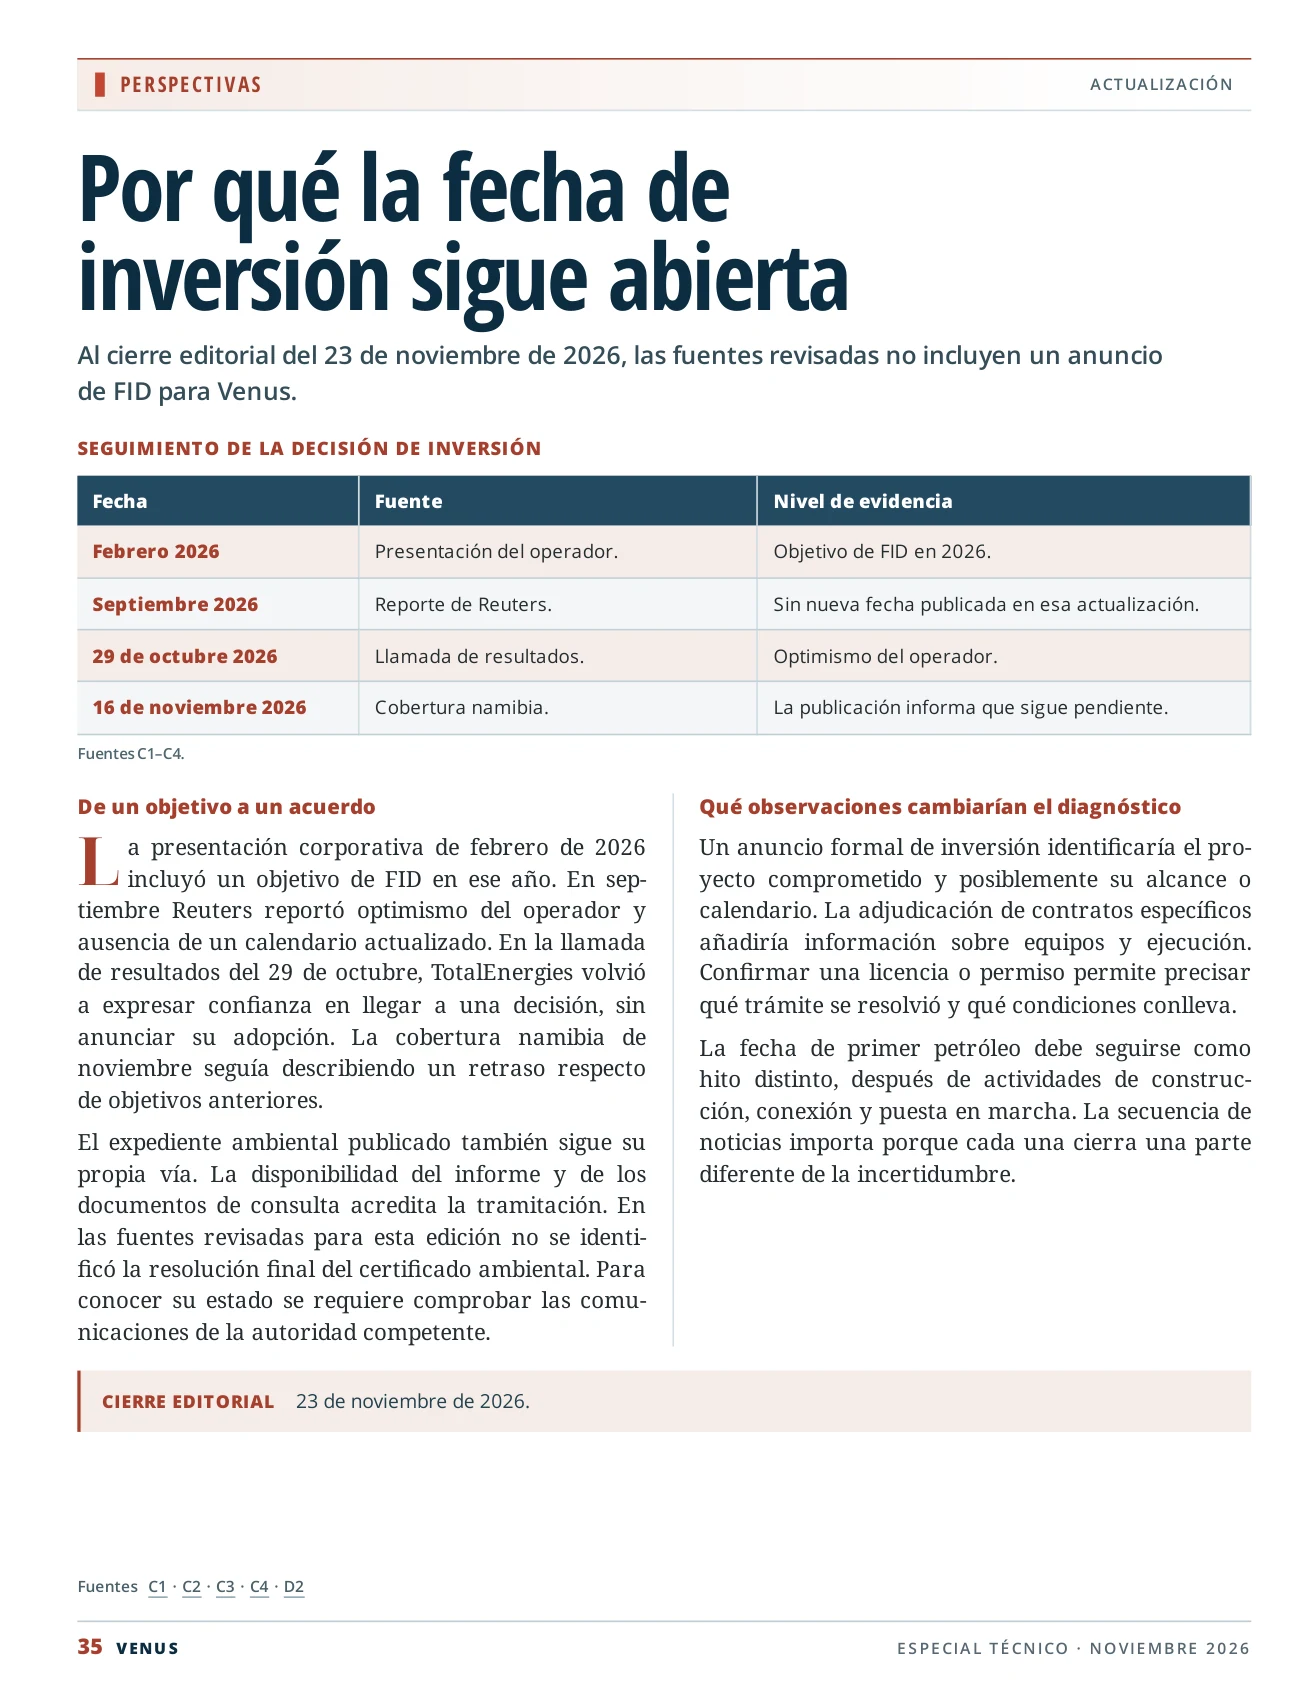 PERSPECTIVAS
ACTUALIZACIÓN
Por qué la fecha de
inversión sigue abierta
Al cierre editorial del 23 de noviembre de 2026, las fuentes revisadas no incluyen un anuncio
de FID para Venus.
SEGUIMIENTO DE LA DECISIÓN DE INVERSIÓN
Fecha Fuente Nivel de evidencia
Febrero 2026 Presentación del operador. Objetivo de FID en 2026.
Septiembre 2026 Reporte de Reuters. Sin nueva fecha publicada en esa actualización.
29 de octubre 2026 Llamada de resultados. Optimismo del operador.
16 de noviembre 2026 Cobertura namibia. La publicación informa que sigue pendiente.
Fuentes C1–C4.
De un objetivo a un acuerdo
La presentación corporativa de febrero de 2026
incluyó un objetivo de FID en ese año. En sep-
tiembre Reuters reportó optimismo del operador y
ausencia de un calendario actualizado. En la llamada
de resultados del 29 de octubre, TotalEnergies volvió
a expresar confianza en llegar a una decisión, sin
anunciar su adopción. La cobertura namibia de
noviembre seguía describiendo un retraso respecto
de objetivos anteriores.
El expediente ambiental publicado también sigue su
propia vía. La disponibilidad del informe y de los
documentos de consulta acredita la tramitación. En
las fuentes revisadas para esta edición no se identi-
ficó la resolución final del certificado ambiental. Para
conocer su estado se requiere comprobar las comu-
nicaciones de la autoridad competente.
Qué observaciones cambiarían el diagnóstico
Un anuncio formal de inversión identificaría el pro-
yecto comprometido y posiblemente su alcance o
calendario. La adjudicación de contratos específicos
añadiría información sobre equipos y ejecución.
Confirmar una licencia o permiso permite precisar
qué trámite se resolvió y qué condiciones conlleva.
La fecha de primer petróleo debe seguirse como
hito distinto, después de actividades de construc-
ción, conexión y puesta en marcha. La secuencia de
noticias importa porque cada una cierra una parte
diferente de la incertidumbre.
CIERRE EDITORIAL 23 de noviembre de 2026.
Fuentes C1 · C2 · C3 · C4 · D2
35 VENUS
ESPECIAL TÉCNICO · NOVIEMBRE 2026